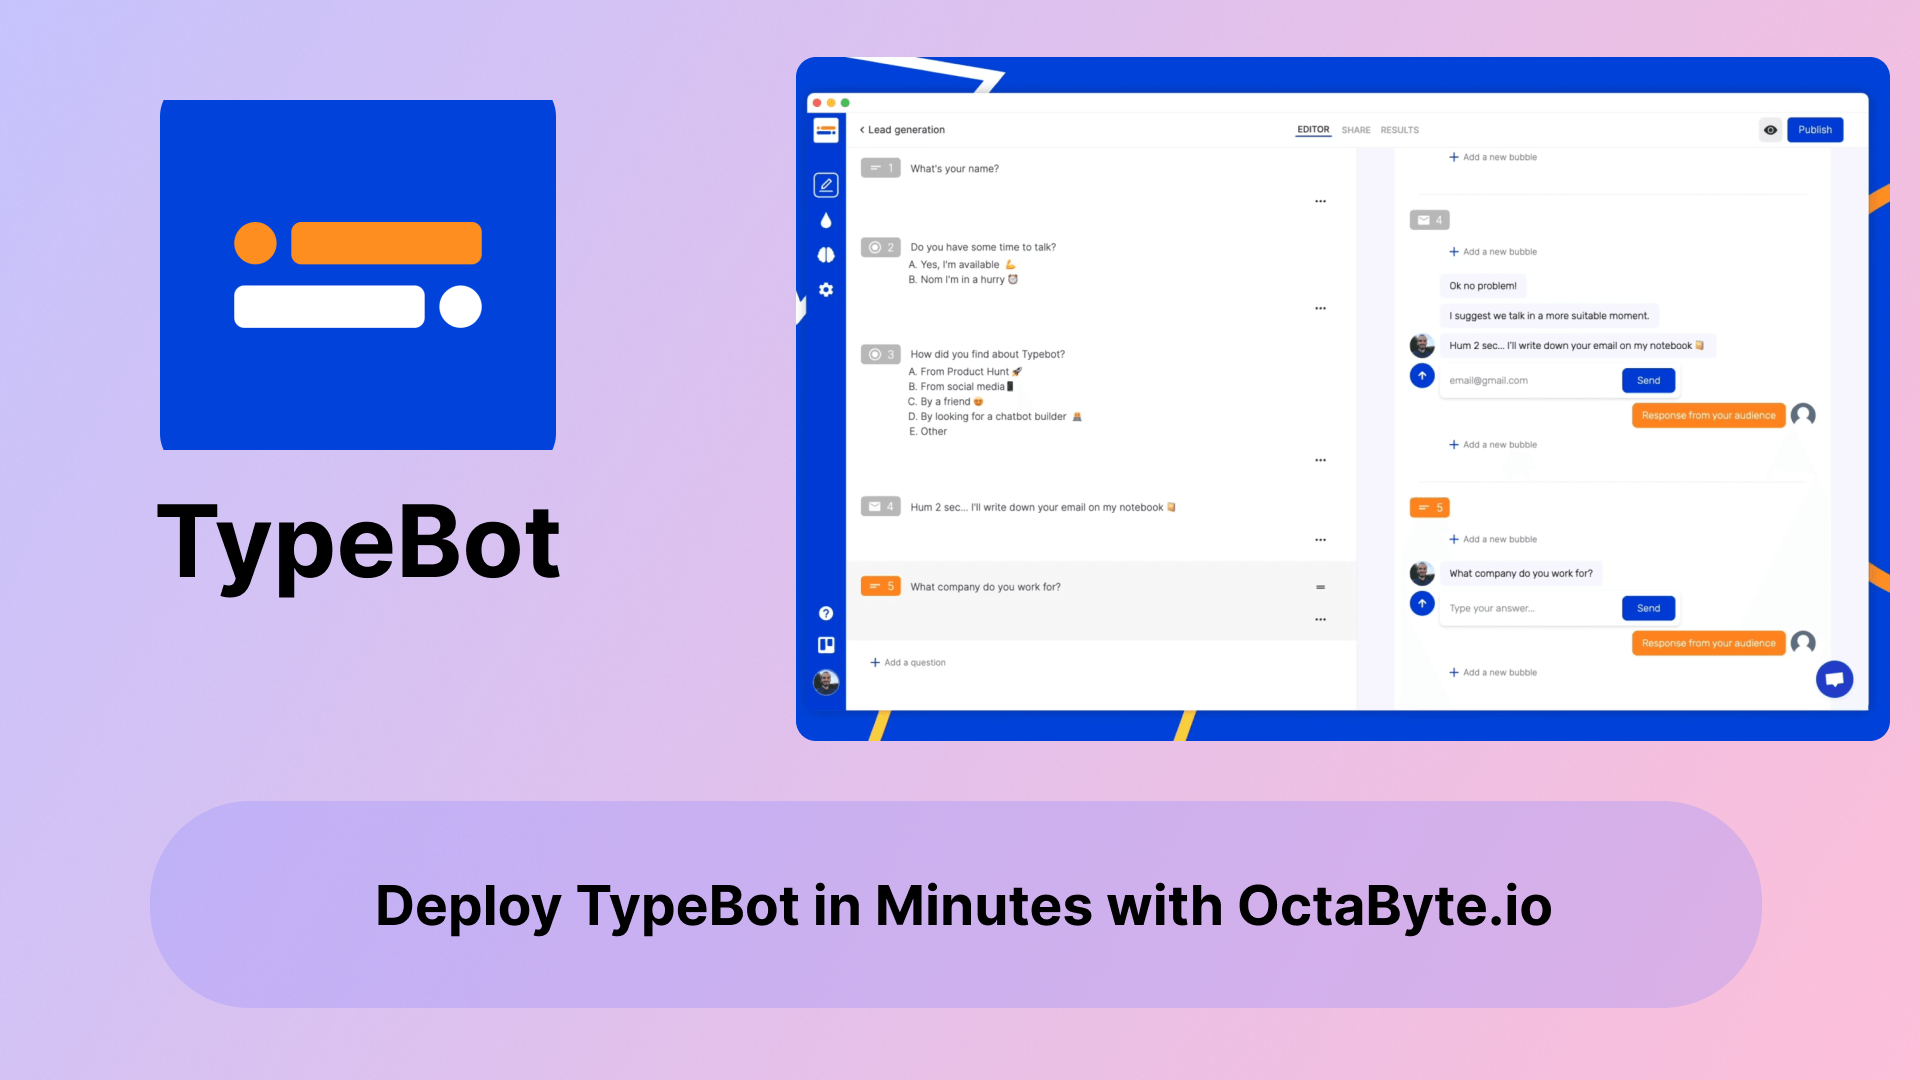 TypeBot
Lead generation
EDITOR SHARE RESULTS
Publish
1 What's your name?
2 Do you have some time to talk?
A. Yes, I'm available 💪
B. Nom I'm in a hurry ⏰
3 How did you find about Typebot?
A. From Product Hunt 🚀
B. From social media📱
C. By a friend 😍
D. By looking for a chatbot builder
E. Other
4 Hum 2 sec... I'll write down your email on my notebook 📔
5 What company do you work for?
+ Add a question
+ Add a new bubble
4
+ Add a new bubble
Ok no problem!
I suggest we talk in a more suitable moment.
Hum 2 sec... I'll write down your email on my notebook 📔
email@gmail.com Send
Response from your audience
+ Add a new bubble
5
+ Add a new bubble
What company do you work for?
Type your answer... Send
Response from your audience
+ Add a new bubble
Deploy TypeBot in Minutes with OctaByte.io